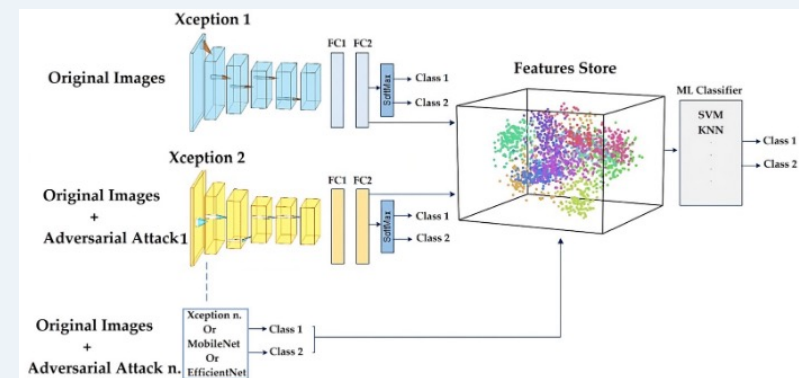 Xception 1
Original Images
FC1 FC2
SoftMax
Class 1
Class 2
Features Store
ML Classifier
SVM
KNN
Class 1
Class 2
Xception 2
Original Images
+
Adversarial Attack1
FC1 FC2
SoftMax
Class 1
Class 2
Original Images
+
Adversarial Attack n.
Xception n.
Or
MobileNet
Or
EfficientNet
Class 1
Class 2